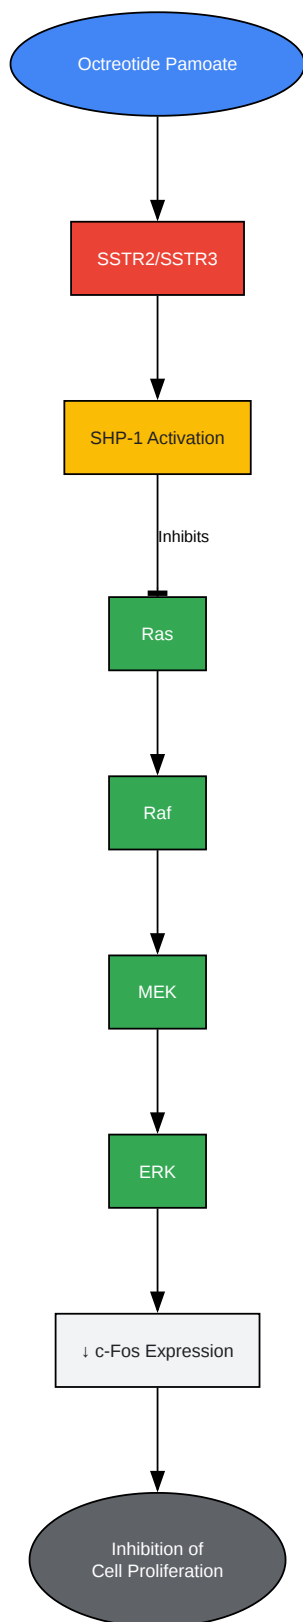 Octreotide Pamoate
SSTR2/SSTR3
SHP-1 Activation
Inhibits
Ras
Raf
MEK
ERK
↓ c-Fos Expression
Inhibition of
Cell Proliferation